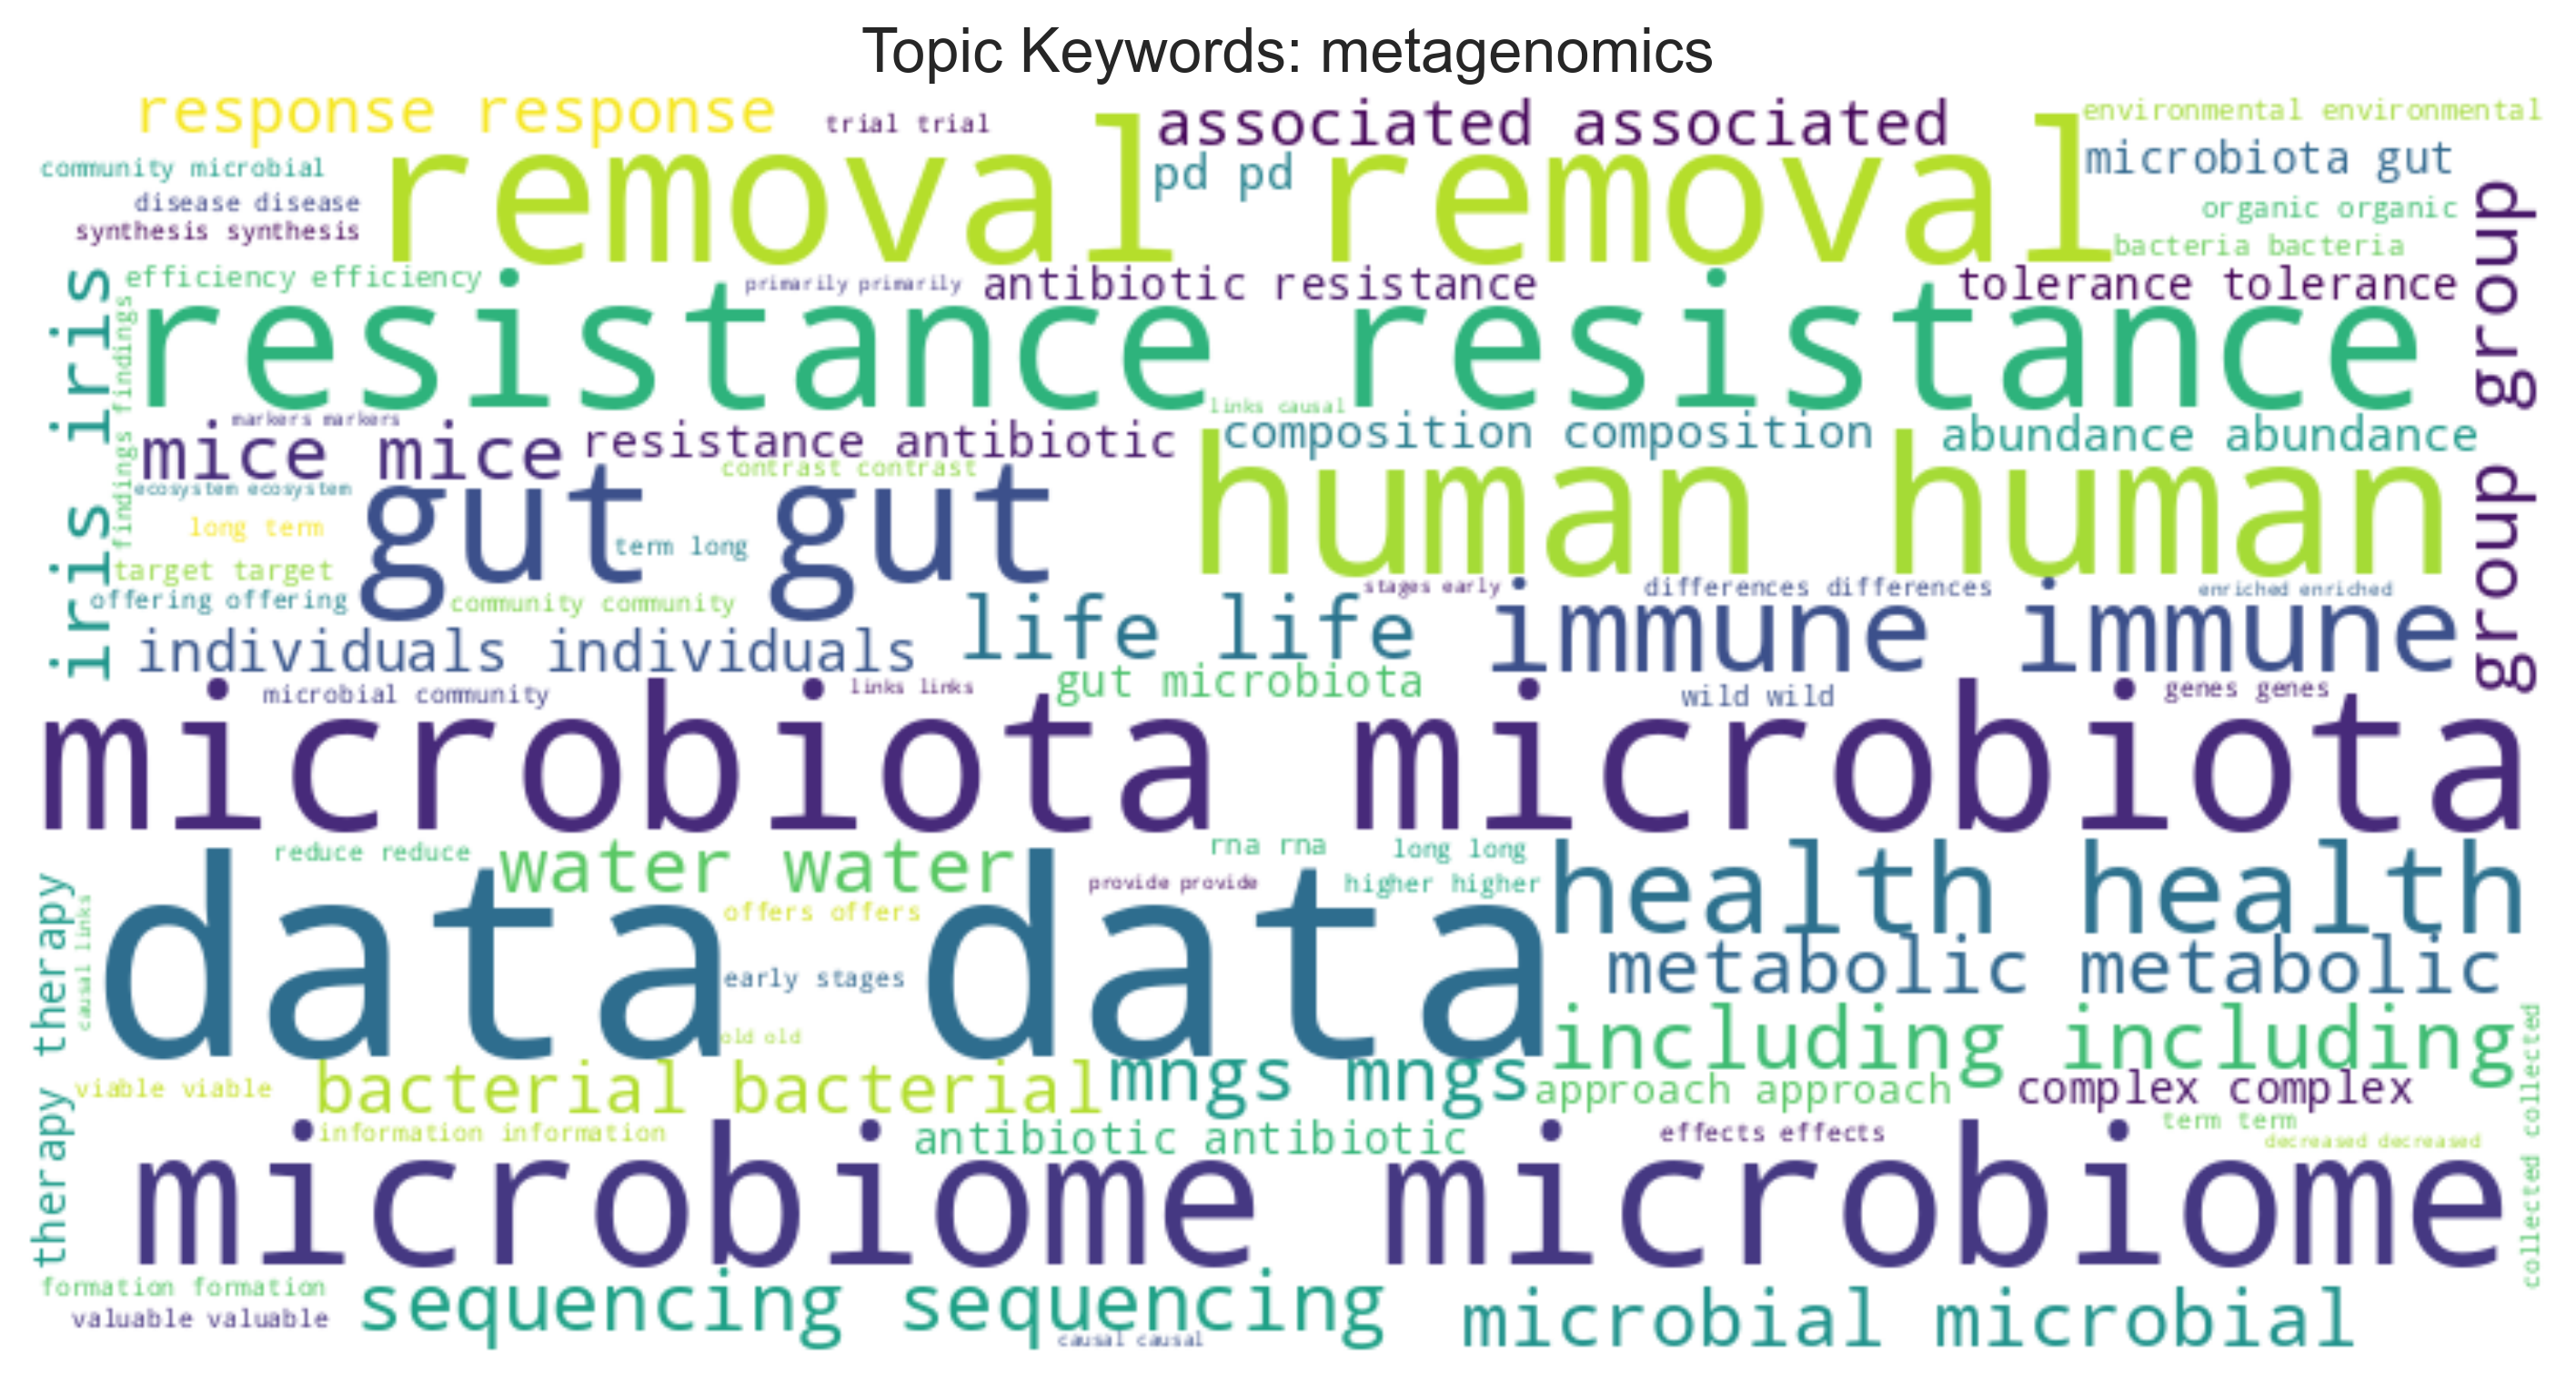 Topic Keywords: metagenomics
response response
trial trial
associated associated
environmental environmental
community microbial
removal removal
pd pd
microbiota gut
disease disease
organic organic
synthesis synthesis
bacteria bacteria
group group
iris iris
efficiency efficiency
primarily primarily
antibiotic resistance
tolerance tolerance
findings findings
resistance resistance
links causal
markers markers
mice mice
resistance antibiotic
composition composition
abundance abundance
contrast contrast
human human
ecosystem ecosystem
gut gut
long term
term long
target target
offering offering
community community
life life
stages early
differences differences
enriched enriched
immune immune
individuals individuals
gut microbiota
microbial community
links links
wild wild
genes genes
microbiota microbiota
reduce reduce
water water
rna rna
long long
health health
provide provide
higher higher
therapy therapy
causal links
data data
offers offers
early stages
metabolic metabolic
old old
including including
collected collected
viable viable
bacterial bacterial
mngs mngs
approach approach
complex complex
information information
antibiotic antibiotic
effects effects
term term
decreased decreased
microbiome microbiome
formation formation
valuable valuable
sequencing sequencing
causal causal
microbial microbial